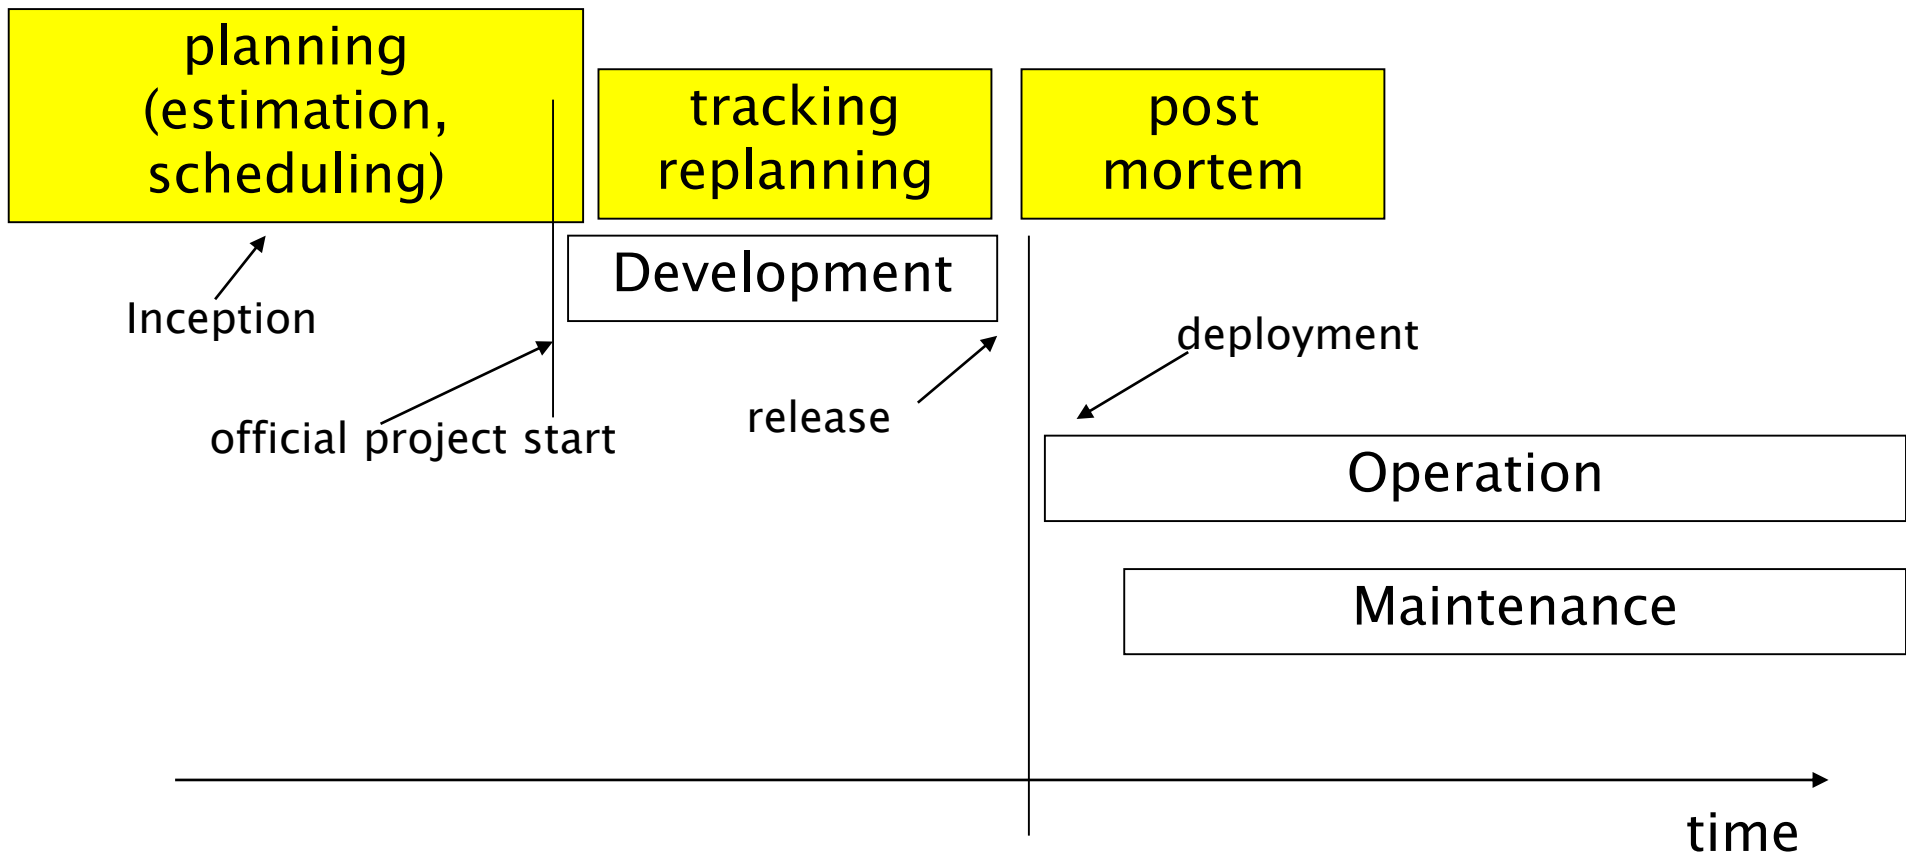 planning
(estimation,
scheduling)
tracking
replanning
post
mortem
Development
Inception
deployment
release
official project start
Operation
Maintenance
time